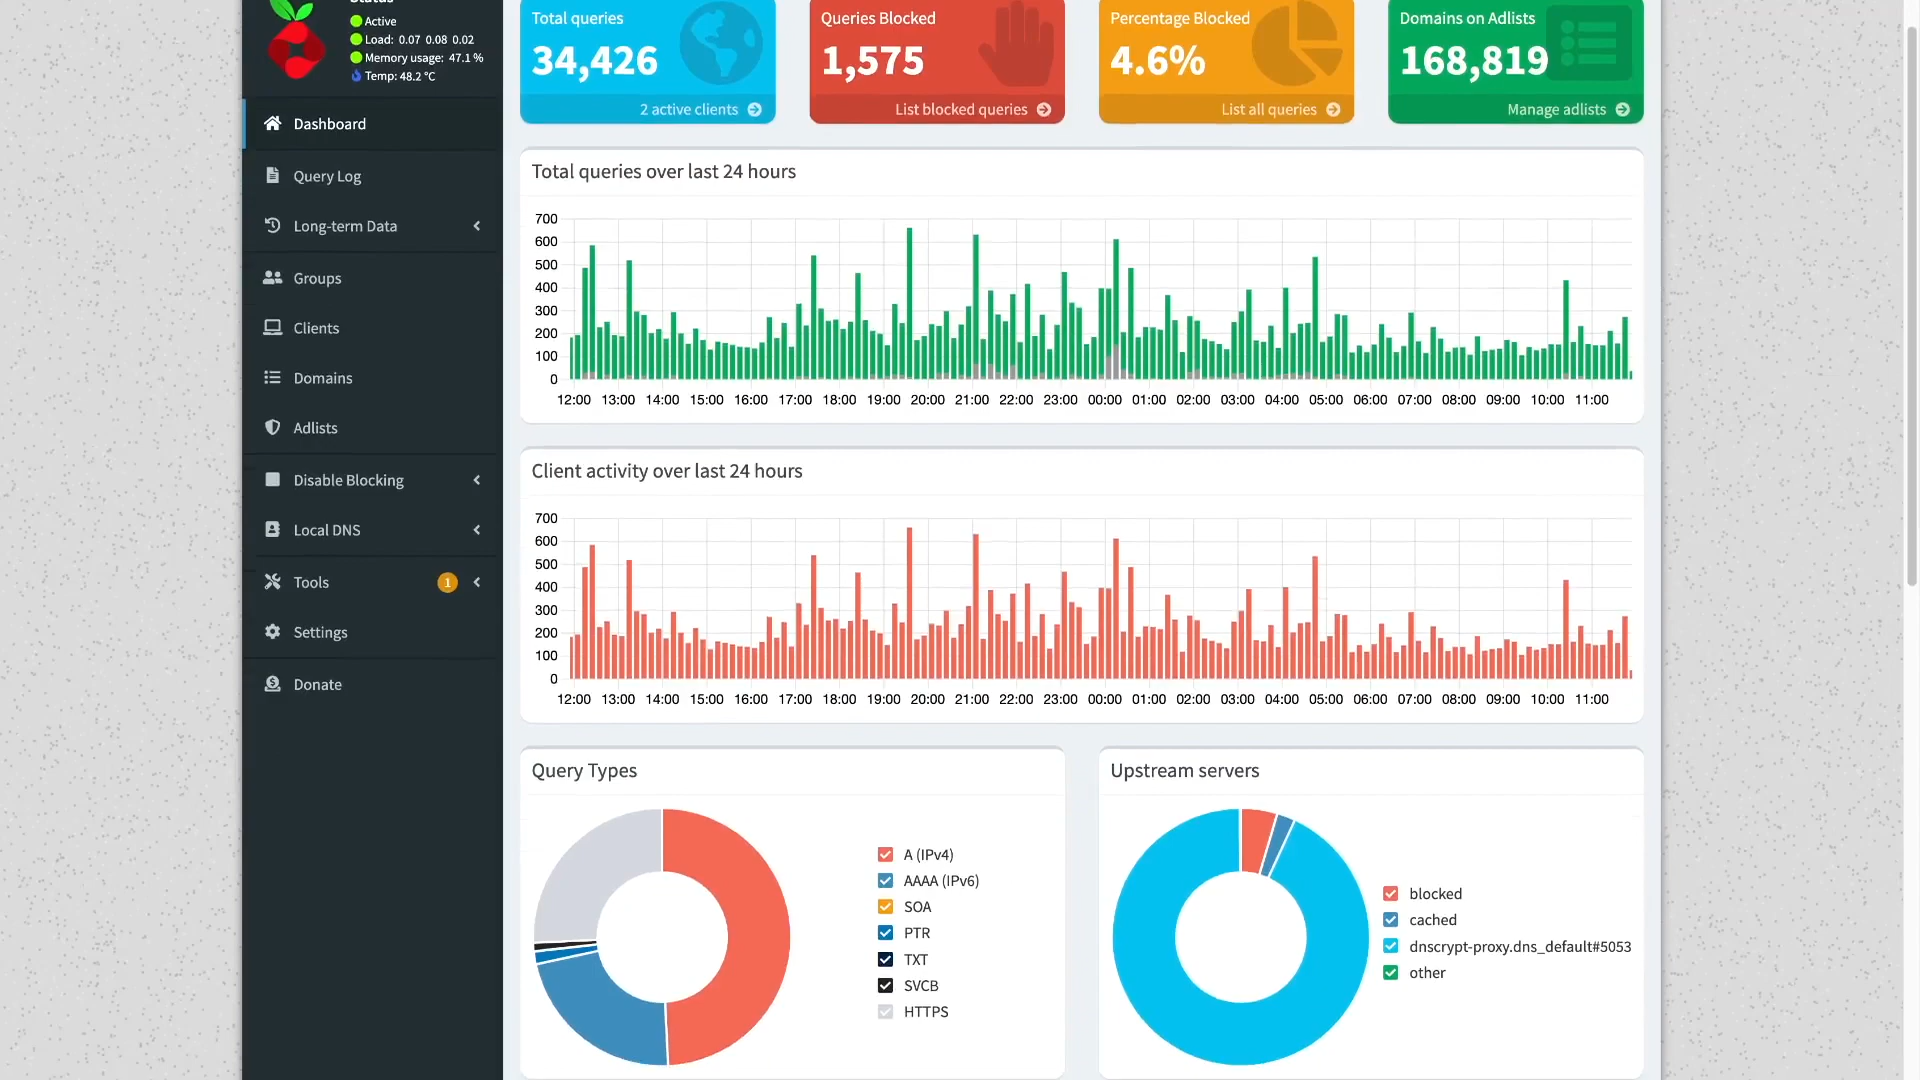 Status
Active
Load: 0.07 0.08 0.02
Memory usage: 47.1 %
Temp: 48.2 °C
Dashboard
Query Log
Long-term Data
Groups
Clients
Domains
Adlists
Disable Blocking
Local DNS
Tools 1
Settings
Donate
Total queries
34,426
2 active clients
Queries Blocked
1,575
List blocked queries
Percentage Blocked
4.6%
List all queries
Domains on Adlists
168,819
Manage adlists
Total queries over last 24 hours
700
600
500
400
300
200
100
0
12:00 13:00 14:00 15:00 16:00 17:00 18:00 19:00 20:00 21:00 22:00 23:00 00:00 01:00 02:00 03:00 04:00 05:00 06:00 07:00 08:00 09:00 10:00 11:00
Client activity over last 24 hours
700
600
500
400
300
200
100
0
12:00 13:00 14:00 15:00 16:00 17:00 18:00 19:00 20:00 21:00 22:00 23:00 00:00 01:00 02:00 03:00 04:00 05:00 06:00 07:00 08:00 09:00 10:00 11:00
Query Types
A (IPv4)
AAAA (IPv6)
SOA
PTR
TXT
SVCB
HTTPS
Upstream servers
blocked
cached
dnscrypt-proxy.dns_default#5053
other